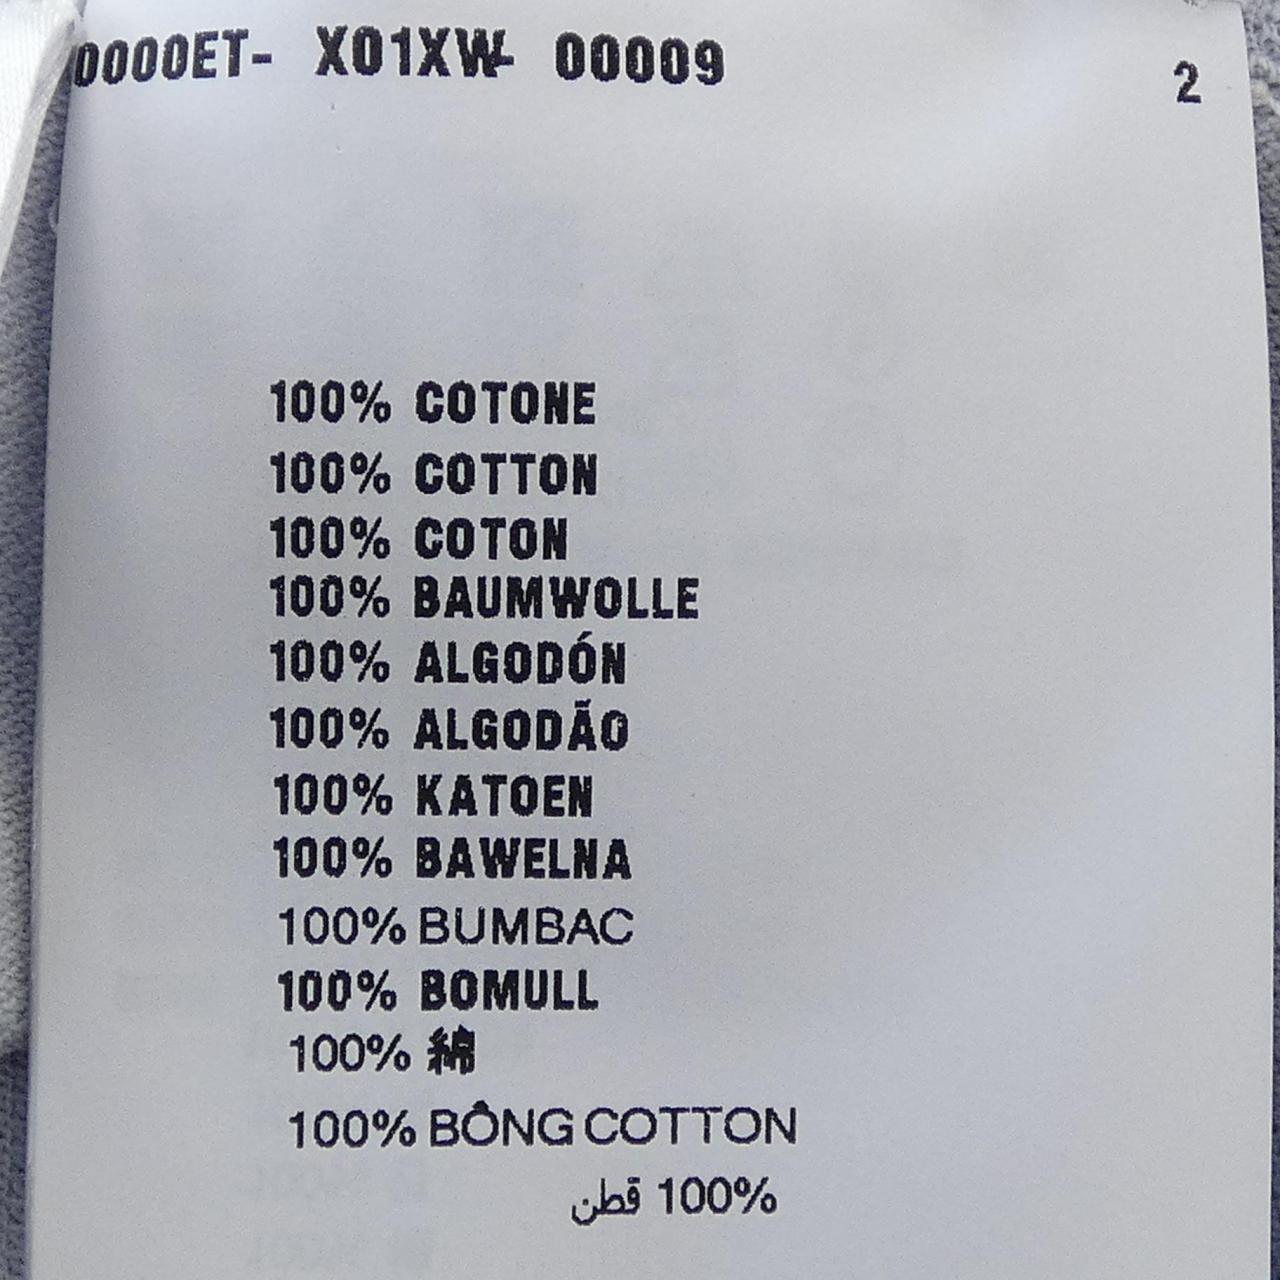 0000ET- X01XW- 00009
2
100% COTONE
100% COTTON
100% COTON
100% BAUMWOLLE
100% ALGODÓN
100% ALGODÃO
100% KATOEN
100% BAWELNA
100% BUMBAC
100% BOMULL
100% 綿
100% BÔNG COTTON
100% قطن